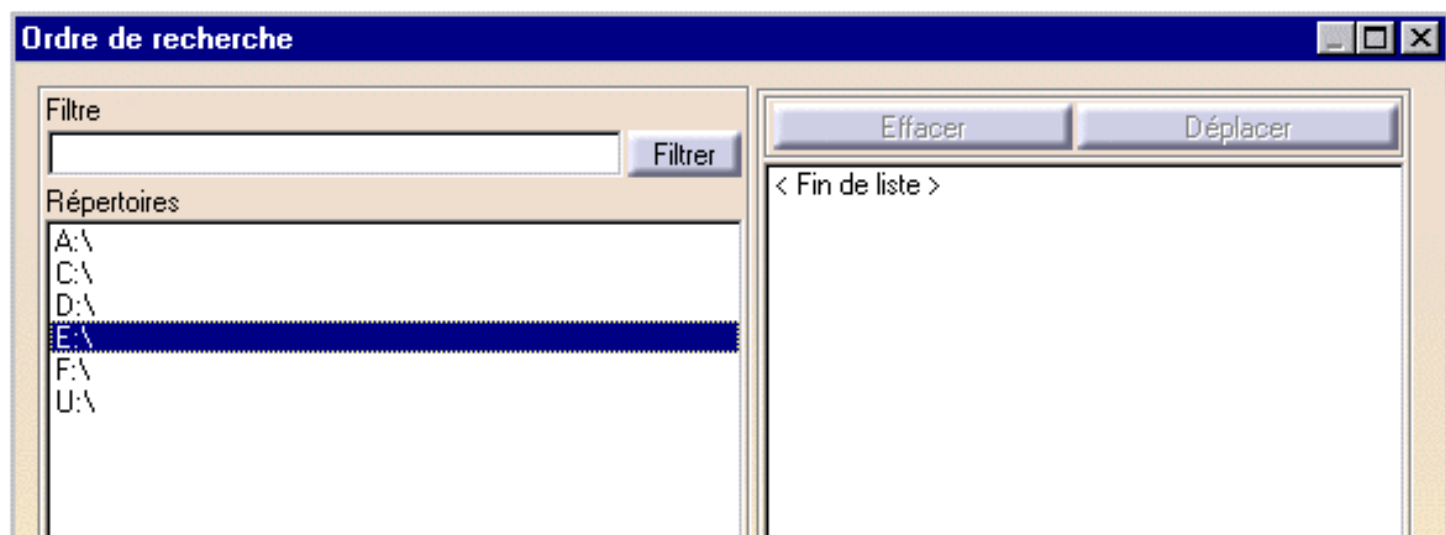 Ordre de recherche
Filtre
Filtrer
Répertoires
A:\
C:\
D:\
E:\
F:\
U:\
Effacer
Déplacer
< Fin de liste >